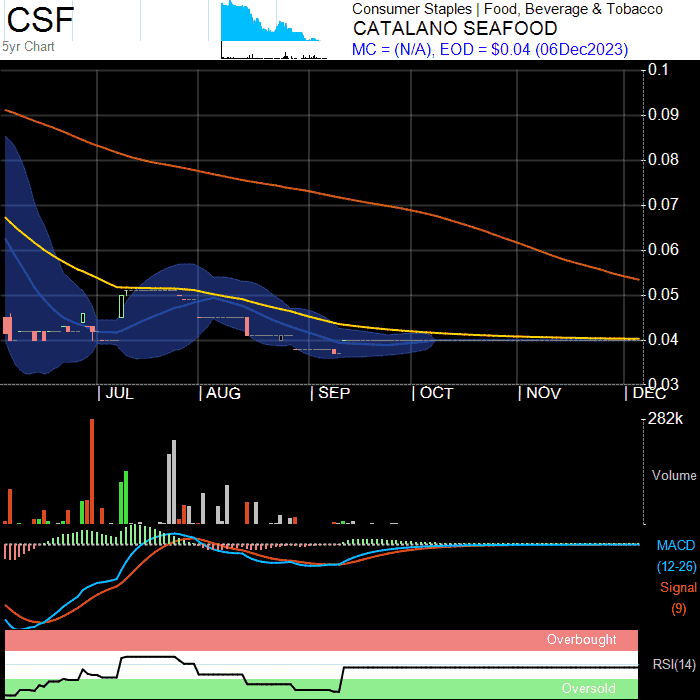 CSF
5yr Chart
Consumer Staples | Food, Beverage & Tobacco
CATALANO SEAFOOD
MC = (N/A), EOD = $0.04 (06Dec2023)
0.1
0.09
0.08
0.07
0.06
0.05
0.04
0.03
| JUL | AUG | SEP | OCT | NOV | DEC
282k
Volume
MACD
(12-26)
Signal
(9)
Overbought
RSI(14)
Oversold